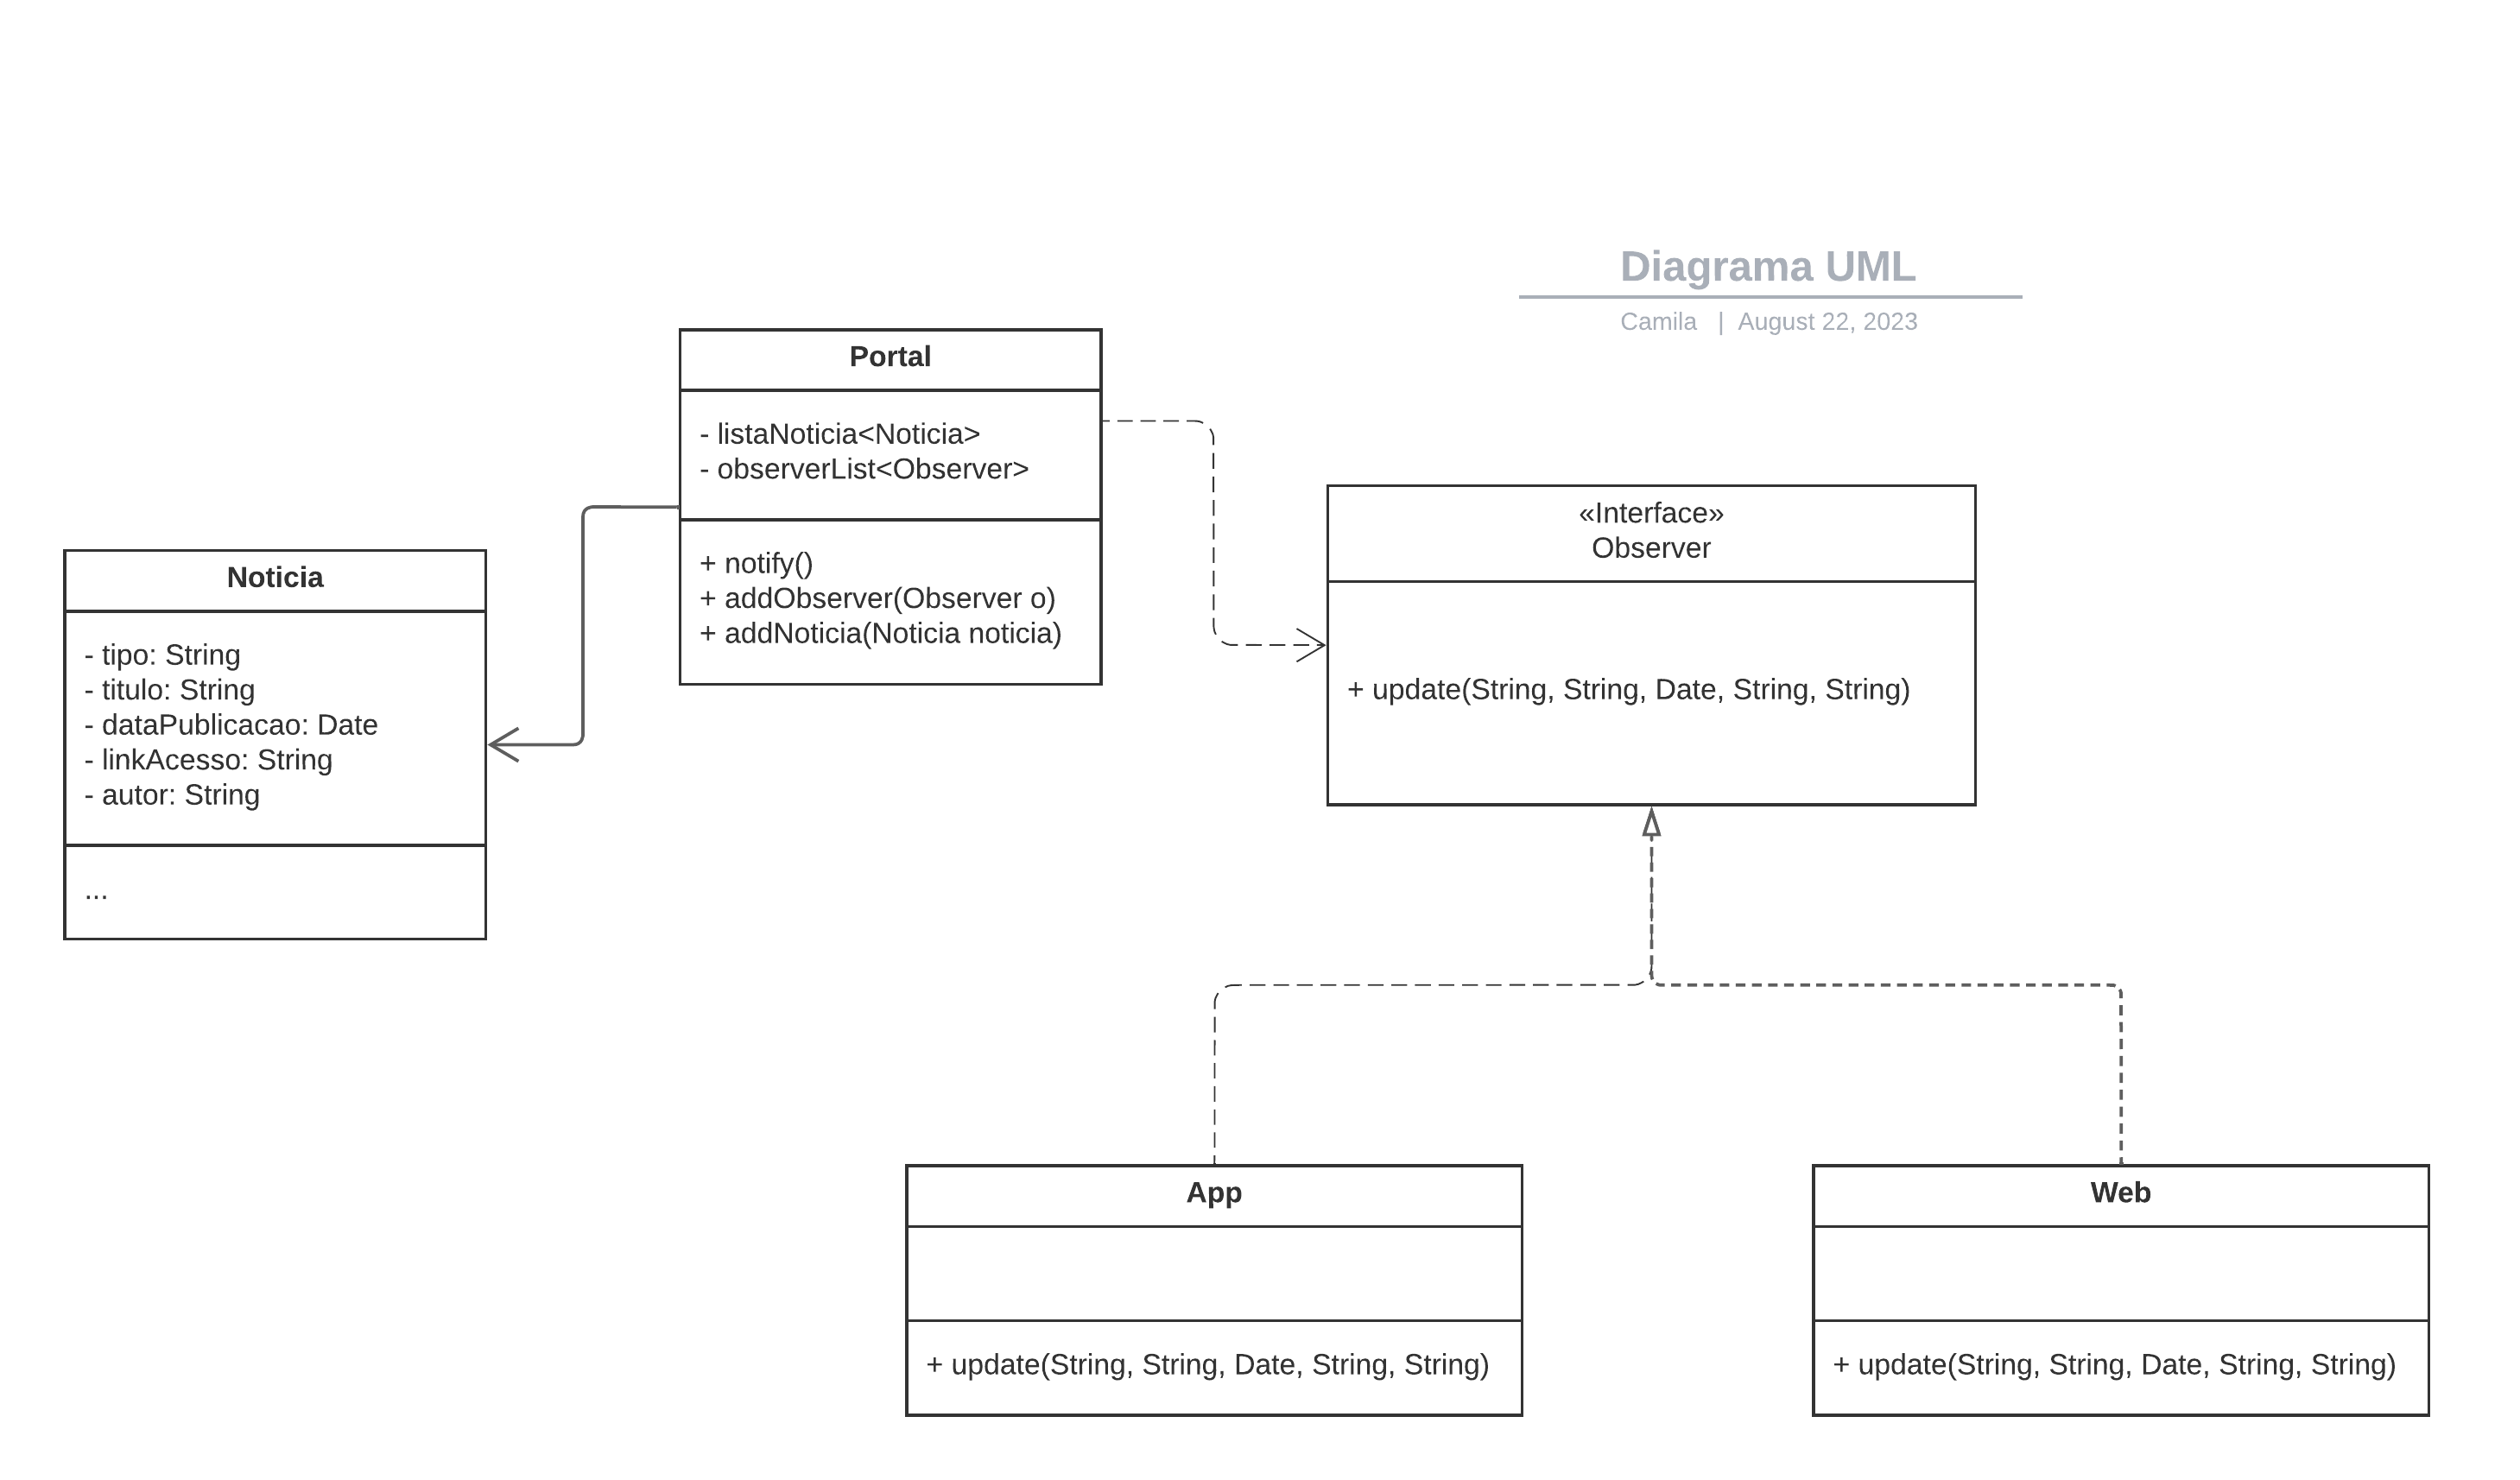 Diagrama UML
Camila | August 22, 2023
Portal
- listaNoticia<Noticia>
- observerList<Observer>
+ notify()
+ addObserver(Observer o)
+ addNoticia(Noticia noticia)
Noticia
- tipo: String
- titulo: String
- dataPublicacao: Date
- linkAcesso: String
- autor: String
...
«Interface»
Observer
+ update(String, String, Date, String, String)
App
+ update(String, String, Date, String, String)
Web
+ update(String, String, Date, String, String)